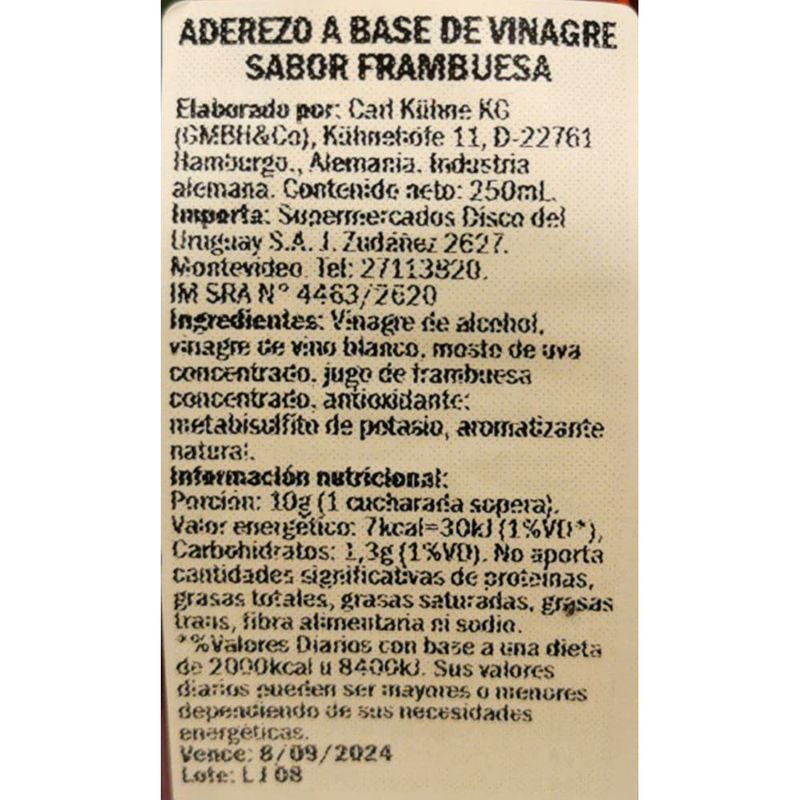 ADEREZO A BASE DE VINAGRE
SABOR FRAMBUESA
Elaborado por: Carl Kühne KG
(GMBH&Co), Kühnehöfe 11, D-22761
Hamburgo., Alemania. Industria
alemana. Contenido neto: 250mL.
Importa: Supermercados Disco del
Uruguay S.A. J. Zudáñez 2627.
Montevideo. Tel: 27113820.
IM SRA N° 4463/2620
Ingredientes: Vinagre de alcohol,
vinagre de vino blanco, mosto de uva
concentrado, jugo de frambuesa
concentrado, antioxidante:
metabisulfito de potasio, aromatizante
natural.
Información nutricional:
Porción: 10g (1 cucharada sopera).
Valor energético: 7kcal=30kJ (1%VD*),
Carbohidratos: 1,3g (1%VD). No aporta
cantidades significativas de proteínas,
grasas totales, grasas saturadas, grasas
trans, fibra alimentaria ni sodio.
*%Valores Diarios con base a una dieta
de 2000kcal u 8400kJ. Sus valores
diarios pueden ser mayores o menores
dependiendo de sus necesidades
energéticas.
Vence: 8/09/2024
Lote: L J 08